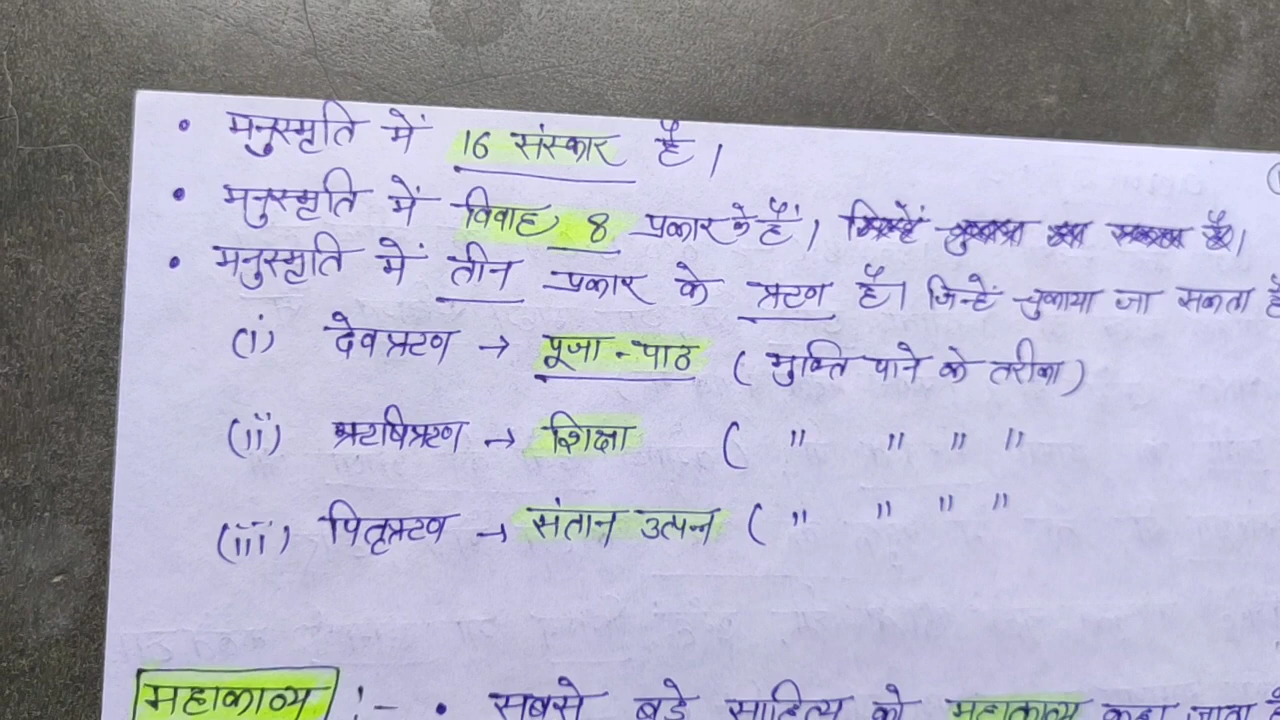 • मनुस्मृति में 16 संस्कार है।
• मनुस्मृति में विवाह 8 प्रकार के हैं।
• मनुस्मृति में तीन प्रकार के ऋण है। जिन्हें चुकाया जा सकता है
(i) देवऋण → पूजा - पाठ ( मुक्ति पाने के तरीका )
(ii) ऋषिऋण → शिक्षा ( " " " "
(iii) पितृऋण → संतान उत्पन्न ( " " " "
महाकाव्य :- • सबसे बडे साहित्य को महाकाव्य कहा जाता है